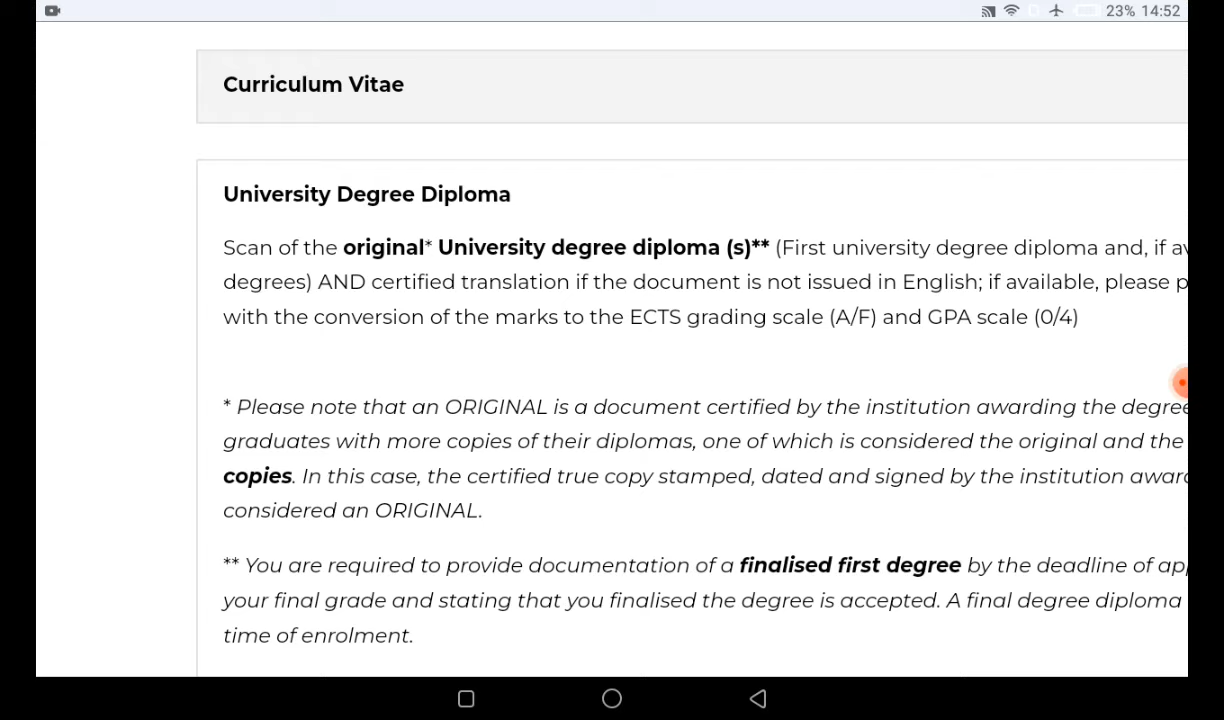 23% 14:52
Curriculum Vitae
University Degree Diploma
Scan of the original* University degree diploma (s)** (First university degree diploma and, if
degrees) AND certified translation if the document is not issued in English; if available, please
with the conversion of the marks to the ECTS grading scale (A/F) and GPA scale (0/4)
* Please note that an ORIGINAL is a document certified by the institution awarding the degree
graduates with more copies of their diplomas, one of which is considered the original and the
copies. In this case, the certified true copy stamped, dated and signed by the institution
considered an ORIGINAL.
** You are required to provide documentation of a finalised first degree by the deadline of
your final grade and stating that you finalised the degree is accepted. A final degree diploma
time of enrolment.